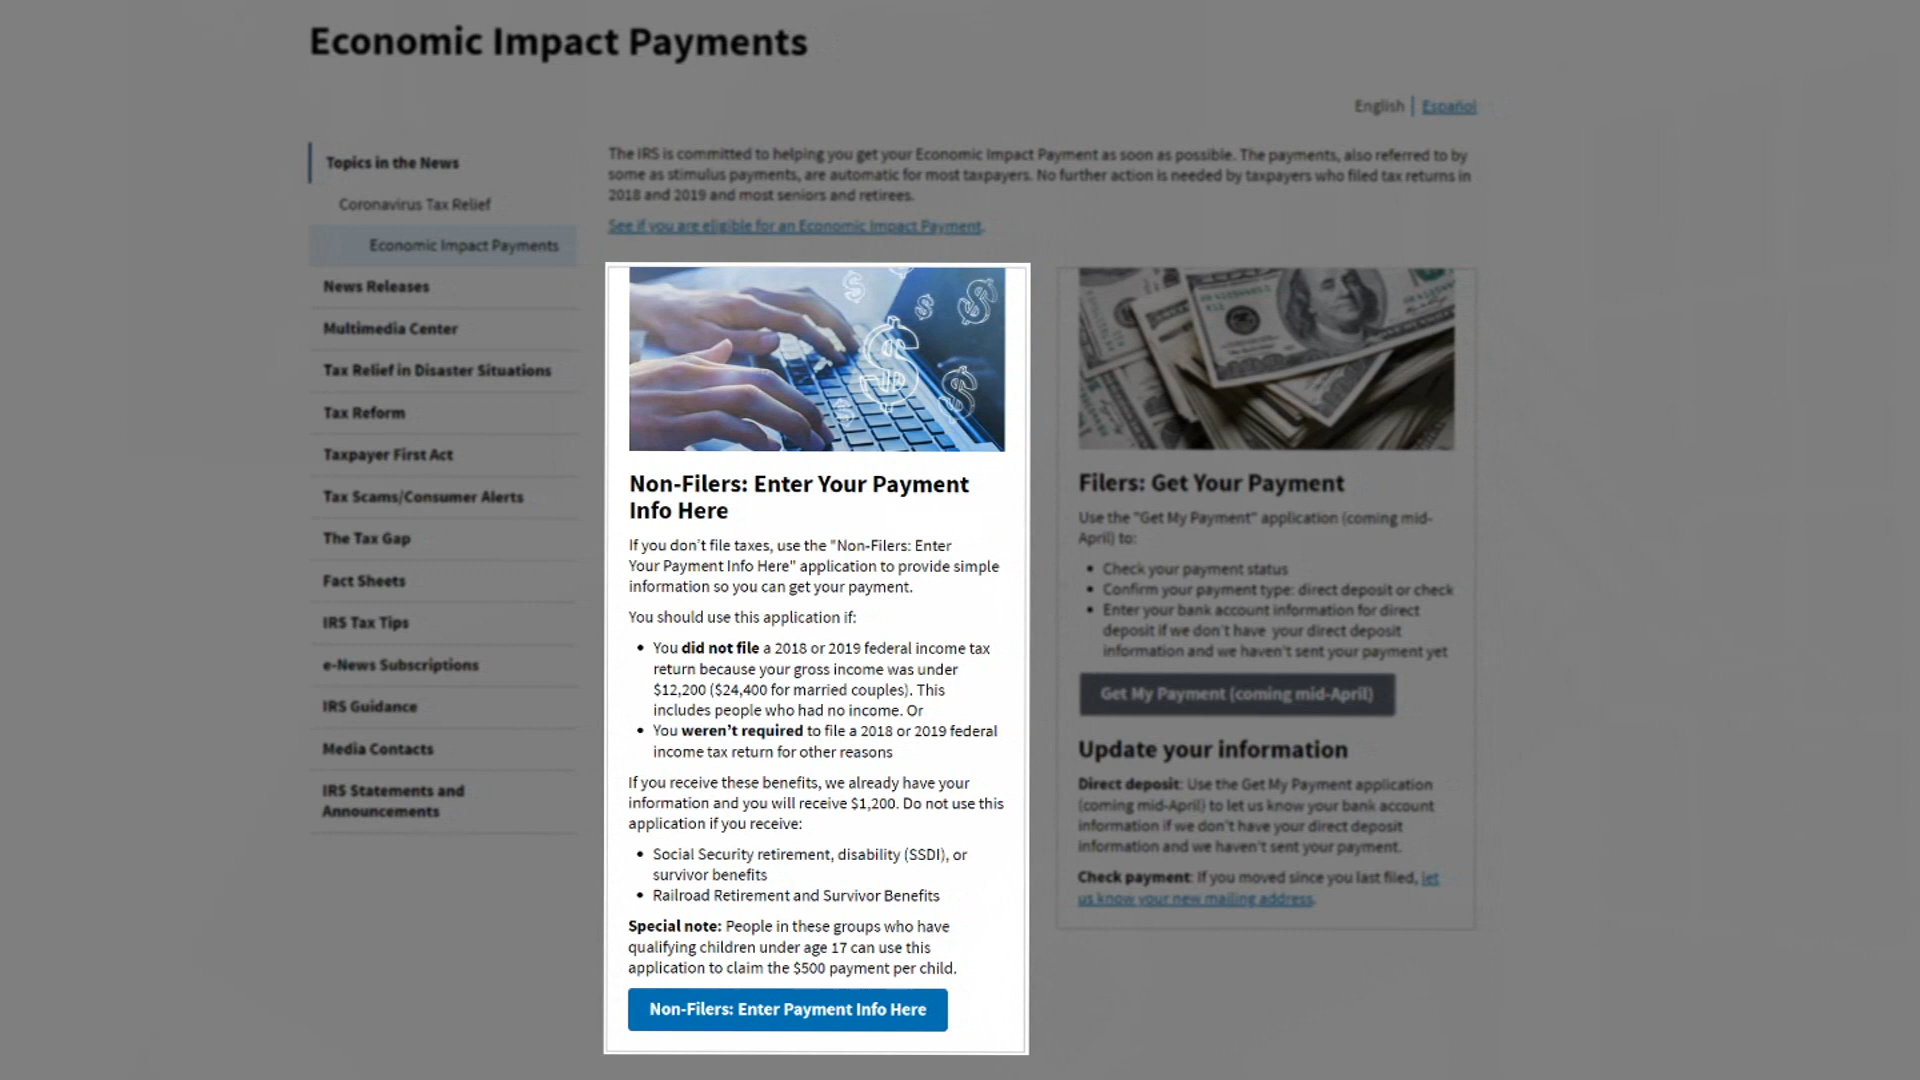 Economic Impact Payments
English | Español
Topics in the News
Coronavirus Tax Relief
Economic Impact Payments
News Releases
Multimedia Center
Tax Relief in Disaster Situations
Tax Reform
Taxpayer First Act
Tax Scams/Consumer Alerts
The Tax Gap
Fact Sheets
IRS Tax Tips
e-News Subscriptions
IRS Guidance
Media Contacts
IRS Statements and
Announcements
The IRS is committed to helping you get your Economic Impact Payment as soon as possible. The payments, also referred to by
some as stimulus payments, are automatic for most taxpayers. No further action is needed by taxpayers who filed tax returns in
2018 and 2019 and most seniors and retirees.
See if you are eligible for an Economic Impact Payment.
Non-Filers: Enter Your Payment
Info Here
If you don’t file taxes, use the "Non-Filers: Enter
Your Payment Info Here" application to provide simple
information so you can get your payment.
You should use this application if:
• You did not file a 2018 or 2019 federal income tax
return because your gross income was under
$12,200 ($24,400 for married couples). This
includes people who had no income. Or
• You weren’t required to file a 2018 or 2019 federal
income tax return for other reasons
If you receive these benefits, we already have your
information and you will receive $1,200. Do not use this
application if you receive:
• Social Security retirement, disability (SSDI), or
survivor benefits
• Railroad Retirement and Survivor Benefits
Special note: People in these groups who have
qualifying children under age 17 can use this
application to claim the $500 payment per child.
Non-Filers: Enter Payment Info Here
Filers: Get Your Payment
Use the "Get My Payment" application (coming mid-
April) to:
• Check your payment status
• Confirm your payment type: direct deposit or check
• Enter your bank account information for direct
deposit if we don’t have your direct deposit
information and we haven’t sent your payment yet
Get My Payment (coming mid-April)
Update your information
Direct deposit: Use the Get My Payment application
(coming mid-April) to let us know your bank account
information if we don’t have your direct deposit
information and we haven’t sent your payment.
Check payment: If you moved since you last filed, let
us know your new mailing address.